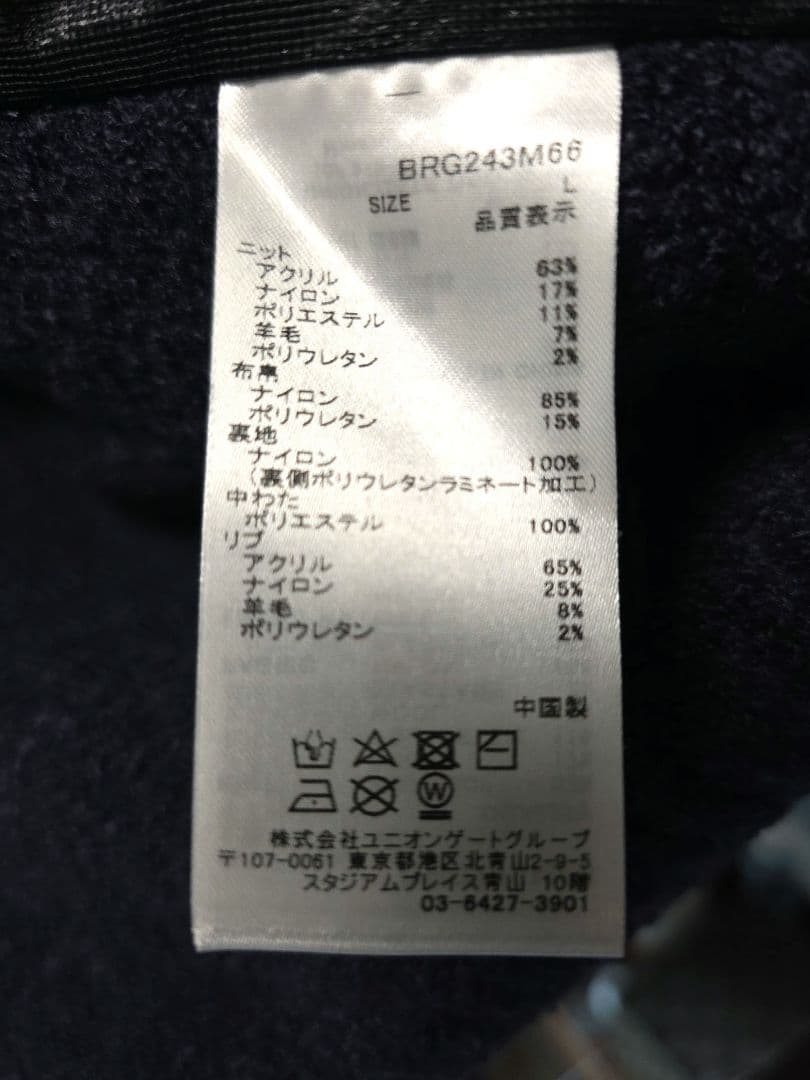 BRG243M66
SIZE L
品質表示
ニット
アクリル 63%
ナイロン 17%
ポリエステル 11%
羊毛 7%
ポリウレタン 2%
布帛
ナイロン 85%
ポリウレタン 15%
裏地
ナイロン 100%
(裏側ポリウレタンラミネート加工)
中わた
ポリエステル 100%
リブ
アクリル 65%
ナイロン 25%
羊毛 8%
ポリウレタン 2%
中国製
W
株式会社ユニオンゲートグループ
〒107-0061 東京都港区北青山2-9-5
スタジアムプレイス青山 10階
03-6427-3901